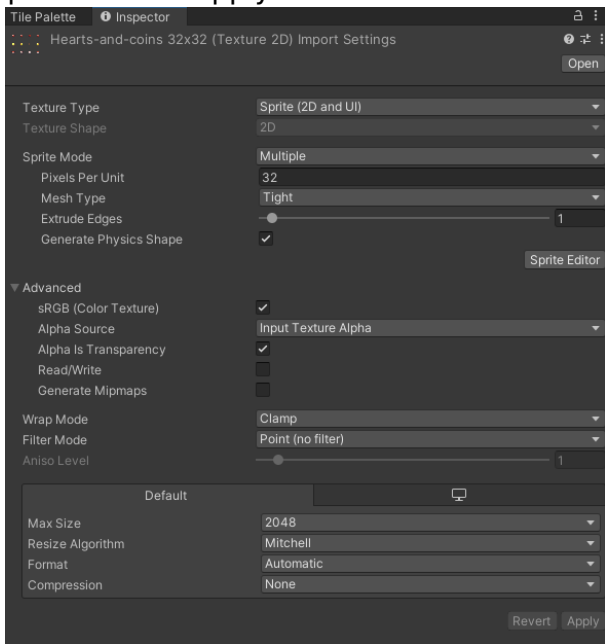 Tile Palette Inspector
Hearts-and-coins 32x32 (Texture 2D) Import Settings
Open
Texture Type Sprite (2D and UI)
Texture Shape 2D
Sprite Mode Multiple
Pixels Per Unit 32
Mesh Type Tight
Extrude Edges 1
Generate Physics Shape
Sprite Editor
Advanced
sRGB (Color Texture)
Alpha Source Input Texture Alpha
Alpha Is Transparency
Read/Write
Generate Mipmaps
Wrap Mode Clamp
Filter Mode Point (no filter)
Aniso Level 1
Default
Max Size 2048
Resize Algorithm Mitchell
Format Automatic
Compression None
Revert Apply